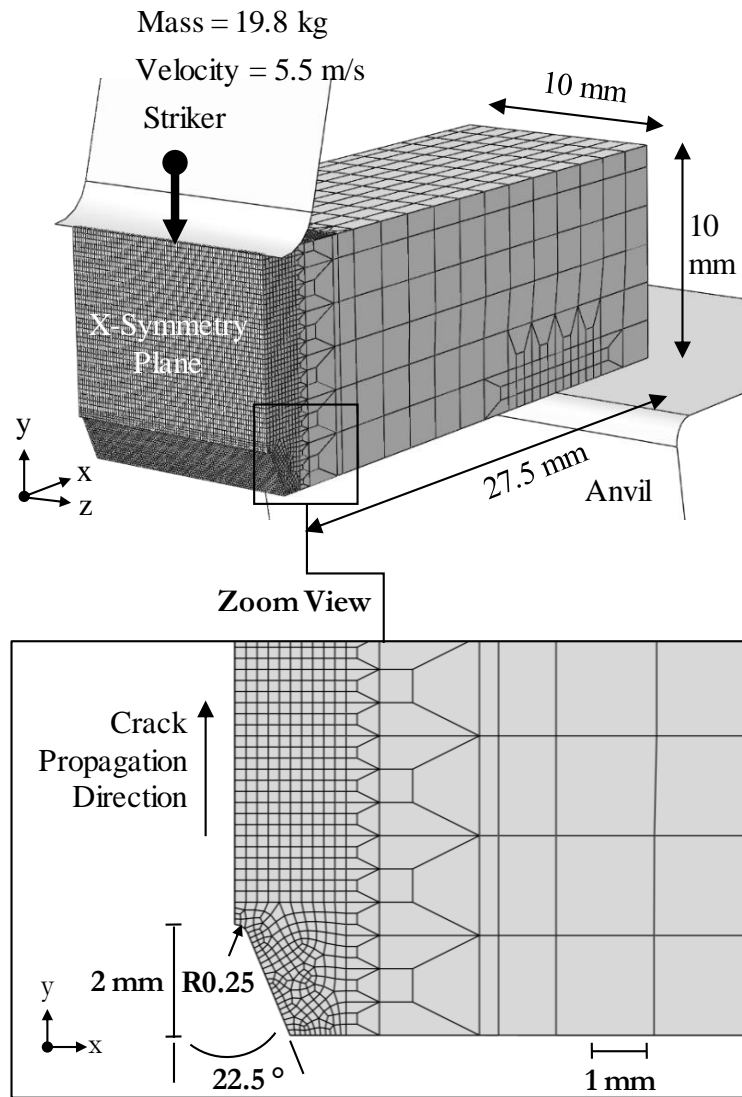 Mass = 19.8 kg
Velocity = 5.5 m/s
Striker
10 mm
10
mm
X-Symmetry
Plane
y
x
z
27.5 mm
Anvil
Zoom View
Crack
Propagation
Direction
2 mm
R0.25
y
x
22.5 °
1 mm